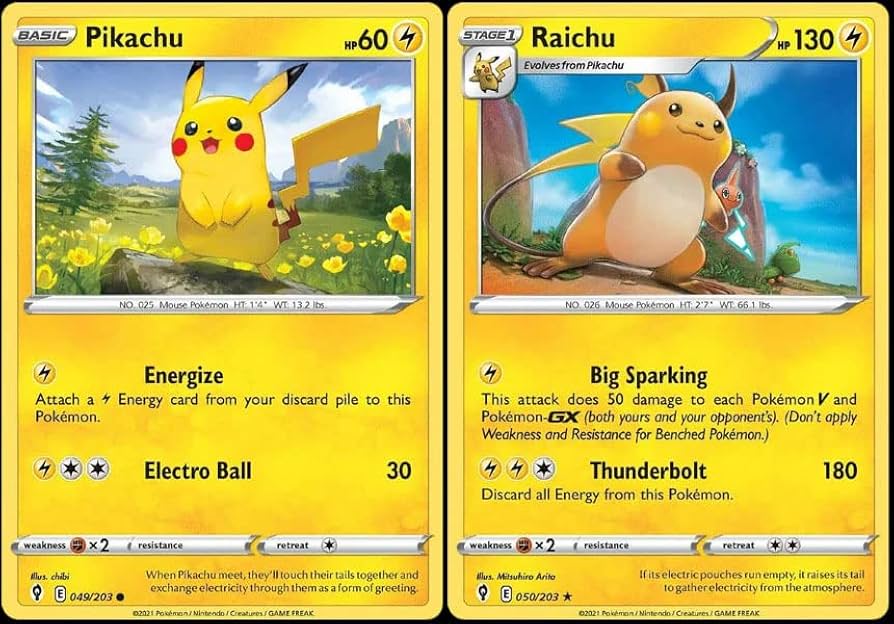 BASIC Pikachu HP 60
NO. 025 Mouse Pokémon HT: 1'4" WT: 13.2 lbs.
Energize
Attach a Energy card from your discard pile to this
Pokémon.
Electro Ball 30
weakness ×2 resistance retreat
Illus. chibi
When Pikachu meet, they'll touch their tails together and
exchange electricity through them as a form of greeting.
E 049/203
©2021 Pokémon / Nintendo / Creatures / GAME FREAK
STAGE1 Raichu HP 130
Evolves from Pikachu
NO. 026 Mouse Pokémon HT: 2'7" WT: 66.1 lbs.
Big Sparking
This attack does 50 damage to each Pokémon V and
Pokémon-GX (both yours and your opponent's). (Don't apply
Weakness and Resistance for Benched Pokémon.)
Thunderbolt 180
Discard all Energy from this Pokémon.
weakness ×2 resistance retreat
Illus. Mitsuhiro Arita
If its electric pouches run empty, it raises its tail
to gather electricity from the atmosphere.
E 050/203
©2021 Pokémon / Nintendo / Creatures / GAME FREAK